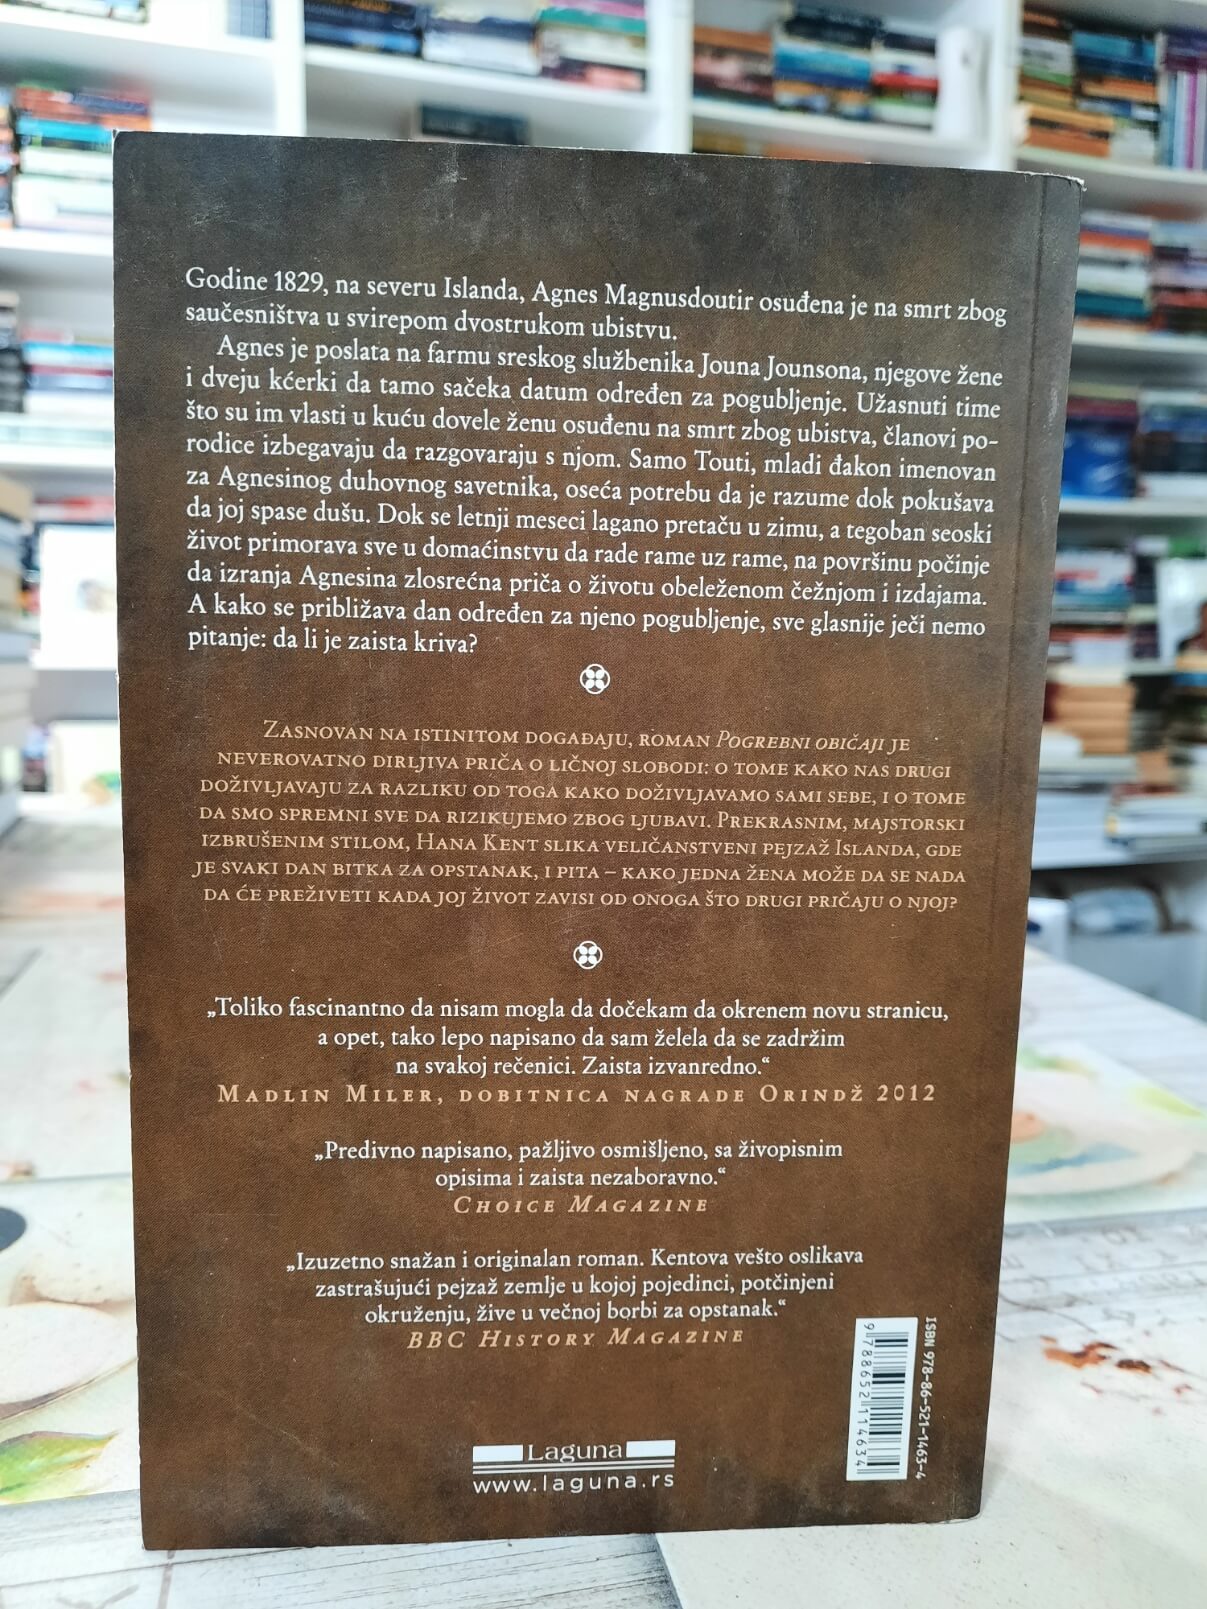 Godine 1829, na severu Islanda, Agnes Magnusdoutir osuđena je na smrt zbog
saučesništva u svirepom dvostrukom ubistvu.
Agnes je poslata na farmu sreskog službenika Jouna Jounsona, njegove žene
i dveju kćerki da tamo sačeka datum određen za pogubljenje. Užasnuti time
što su im vlasti u kuću dovele ženu osuđenu na smrt zbog ubistva, članovi po-
rodice izbegavaju da razgovaraju s njom. Samo Touti, mladi đakon imenovan
za Agnesinog duhovnog savetnika, oseća potrebu da je razume dok pokušava
da joj spase dušu. Dok se letnji meseci lagano pretaču u zimu, a tegoban seoski
život primorava sve u domaćinstvu da rade rame uz rame, na površinu počinje
da izranja Agnesina zlosrećna priča o životu obeleženom čežnjom i izdajama.
A kako se približava dan određen za njeno pogubljenje, sve glasnije ječi nemo
pitanje: da li je zaista kriva?
ZASNOVAN NA ISTINITOM DOGAĐAJU, ROMAN POGREBNI OBIČAJI JE
NEVEROVATNO DIRLJIVA PRIČA O LIČNOJ SLOBODI: O TOME KAKO NAS DRUGI
DOŽIVLJAVAJU ZA RAZLIKU OD TOGA KAKO DOŽIVLJAVAMO SAMI SEBE, I O TOME
DA SMO SPREMNI SVE DA RIZIKUJEMO ZBOG LJUBAVI. PREKRASNIM, MAJSTORSKI
IZBRUŠENIM STILOM, HANA KENT SLIKA VELIČANSTVENI PEJZAŽ ISLANDA, GDE
JE SVAKI DAN BITKA ZA OPSTANAK, I PITA – KAKO JEDNA ŽENA MOŽE DA SE NADA
DA ĆE PREŽIVETI KADA JOJ ŽIVOT ZAVISI OD ONOGA ŠTO DRUGI PRIČAJU O NJOJ?
„Toliko fascinantno da nisam mogla da dočekam da okrenem novu stranicu,
a opet, tako lepo napisano da sam želela da se zadržim
na svakoj rečenici. Zaista izvanredno.“
MADLIN MILER, DOBITNICA NAGRADE ORINDŽ 2012
„Predivno napisano, pažljivo osmišljeno, sa živopisnim
opisima i zaista nezaboravno.“
CHOICE MAGAZINE
„Izuzetno snažan i originalan roman. Kentova vešto oslikava
zastrašujući pejzaž zemlje u kojoj pojedinci, potčinjeni
okruženju, žive u večnoj borbi za opstanak.“
BBC HISTORY MAGAZINE
ISBN 978-86-521-1463-4
9788652114634
Laguna
www.laguna.rs